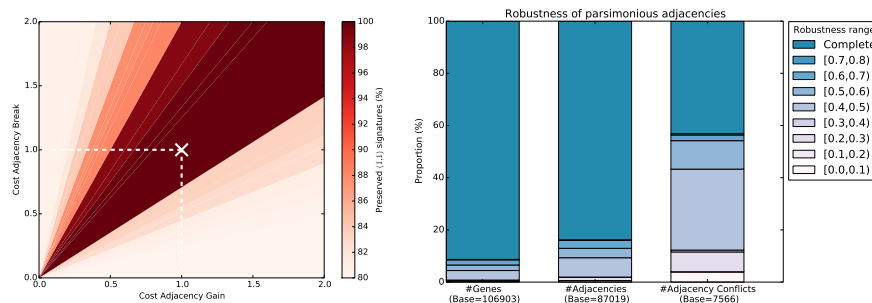 2.0
1.5
1.0
0.5
0.0
0.0
0.5
1.0
1.5
2.0
Cost Adjacency Gain
Cost Adjacency Break
100
98
96
94
92
90
88
86
84
82
80
Preserved (1,1) signatures (%)
Robustness of parsimonious adjacencies
100
80
60
40
20
0
Proportion (%)
#Genes
(Base=106903)
#Adjacencies
(Base=87019)
#Adjacency Conflicts
(Base=7566)
Robustness range
Complete
[0.7,0.8)
[0.6,0.7)
[0.5,0.6)
[0.4,0.5)
[0.3,0.4)
[0.2,0.3)
[0.1,0.2)
[0.0,0.1)